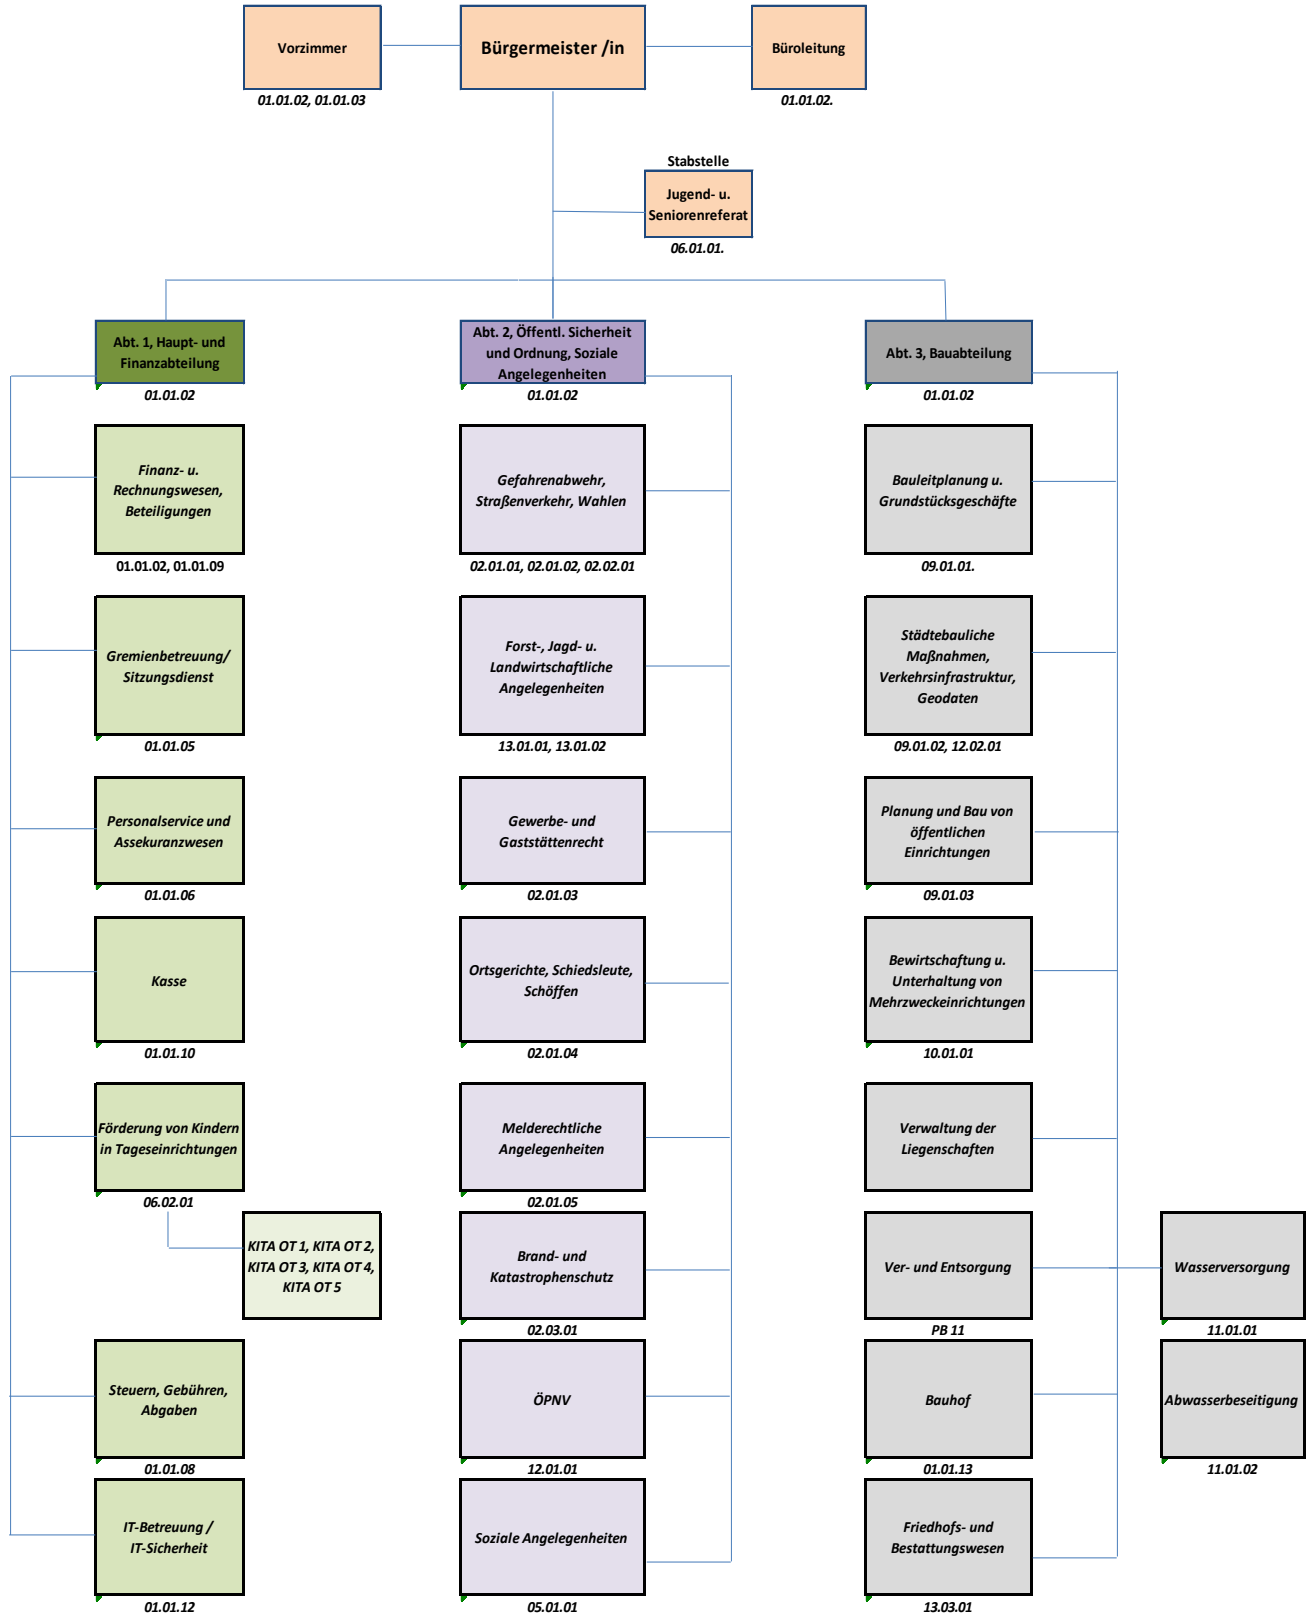 Vorzimmer
Bürgermeister /in
Büroleitung
01.01.02, 01.01.03
01.01.02.
Stabstelle
Jugend- u.
Seniorenreferat
06.01.01.
Abt. 1, Haupt- und
Finanzabteilung
01.01.02
Abt. 2, Öffentl. Sicherheit
und Ordnung, Soziale
Angelegenheiten
01.01.02
Abt. 3, Bauabteilung
01.01.02
Finanz- u.
Rechnungswesen,
Beteiligungen
01.01.02, 01.01.09
Gefahrenabwehr,
Straßenverkehr, Wahlen
02.01.01, 02.01.02, 02.02.01
Bauleitplanung u.
Grundstücksgeschäfte
09.01.01.
Gremienbetreuung/
Sitzungsdienst
01.01.05
Forst-, Jagd- u.
Landwirtschaftliche
Angelegenheiten
13.01.01, 13.01.02
Städtebauliche
Maßnahmen,
Verkehrsinfrastruktur,
Geodaten
09.01.02, 12.02.01
Personalservice und
Assekuranzwesen
01.01.06
Gewerbe- und
Gaststättenrecht
02.01.03
Planung und Bau von
öffentlichen
Einrichtungen
09.01.03
Kasse
01.01.10
Ortsgerichte, Schiedsleute,
Schöffen
02.01.04
Bewirtschaftung u.
Unterhaltung von
Mehrzweckeinrichtungen
10.01.01
Förderung von Kindern
in Tageseinrichtungen
06.02.01
Melderechtliche
Angelegenheiten
02.01.05
Verwaltung der
Liegenschaften
KITA OT 1, KITA OT 2,
KITA OT 3, KITA OT 4,
KITA OT 5
Brand- und
Katastrophenschutz
02.03.01
Ver- und Entsorgung
PB 11
Wasserversorgung
11.01.01
Steuern, Gebühren,
Abgaben
01.01.08
ÖPNV
12.01.01
Bauhof
01.01.13
Abwasserbeseitigung
11.01.02
IT-Betreuung /
IT-Sicherheit
01.01.12
Soziale Angelegenheiten
05.01.01
Friedhofs- und
Bestattungswesen
13.03.01